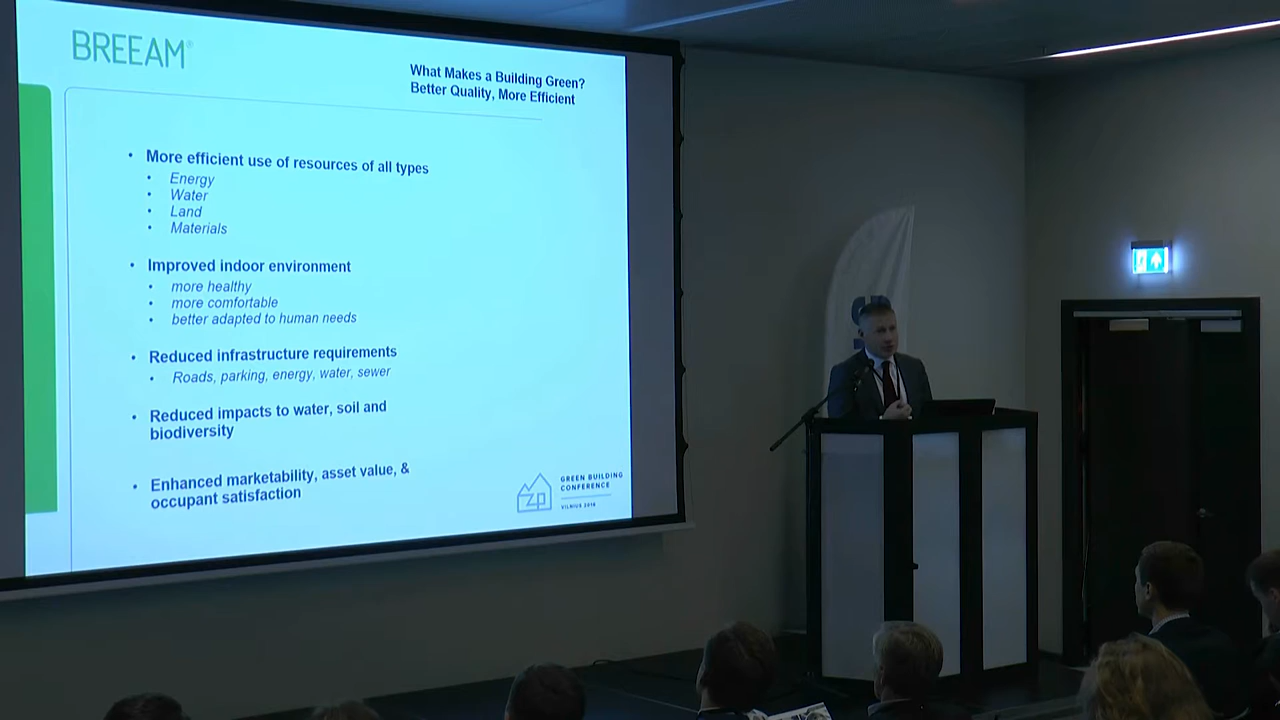 BREEAM®
What Makes a Building Green?
Better Quality, More Efficient
• More efficient use of resources of all types
• Energy
• Water
• Land
• Materials
• Improved indoor environment
• more healthy
• more comfortable
• better adapted to human needs
• Reduced infrastructure requirements
• Roads, parking, energy, water, sewer
• Reduced impacts to water, soil and
biodiversity
• Enhanced marketability, asset value, &
occupant satisfaction
zp
GREEN BUILDING
CONFERENCE
VILNIUS 2016